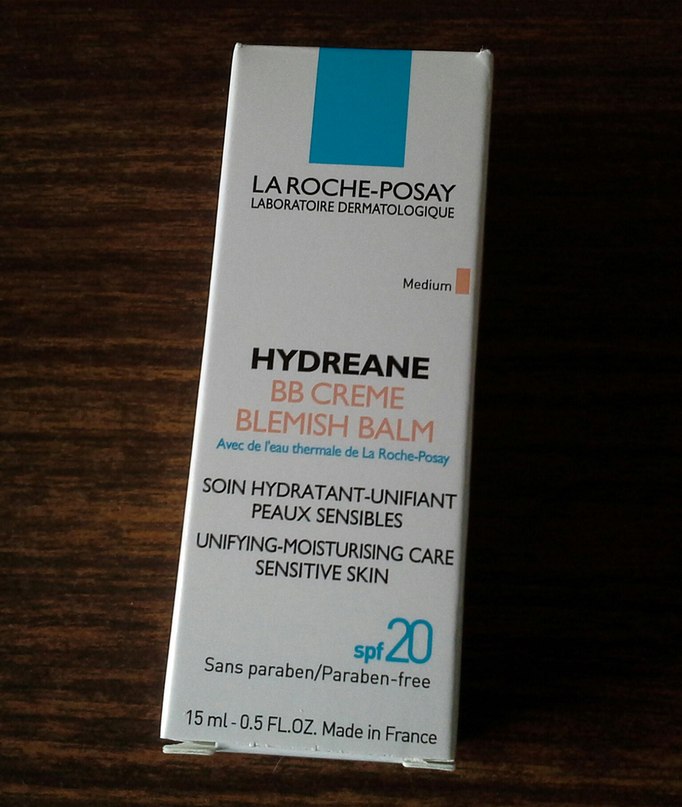 LA ROCHE-POSAY
LABORATOIRE DERMATOLOGIQUE
Medium
HYDREANE
BB CREME
BLEMISH BALM
Avec de l'eau thermale de La Roche-Posay
SOIN HYDRATANT-UNIFIANT
PEAUX SENSIBLES
UNIFYING-MOISTURISING CARE
SENSITIVE SKIN
spf 20
Sans paraben/Paraben-free
15 ml - 0.5 FL.OZ. Made in France